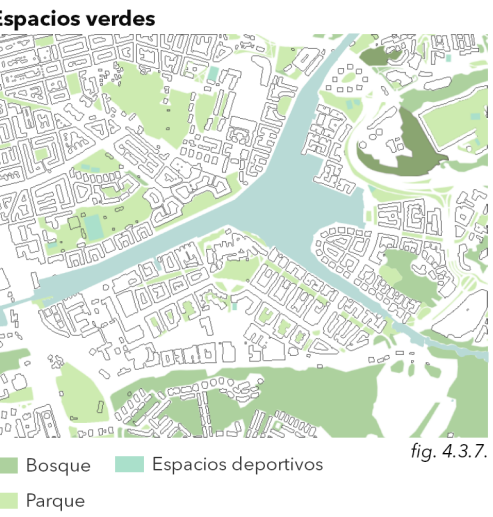 Espacios verdes
fig. 4.3.7.
Bosque
Espacios deportivos
Parque